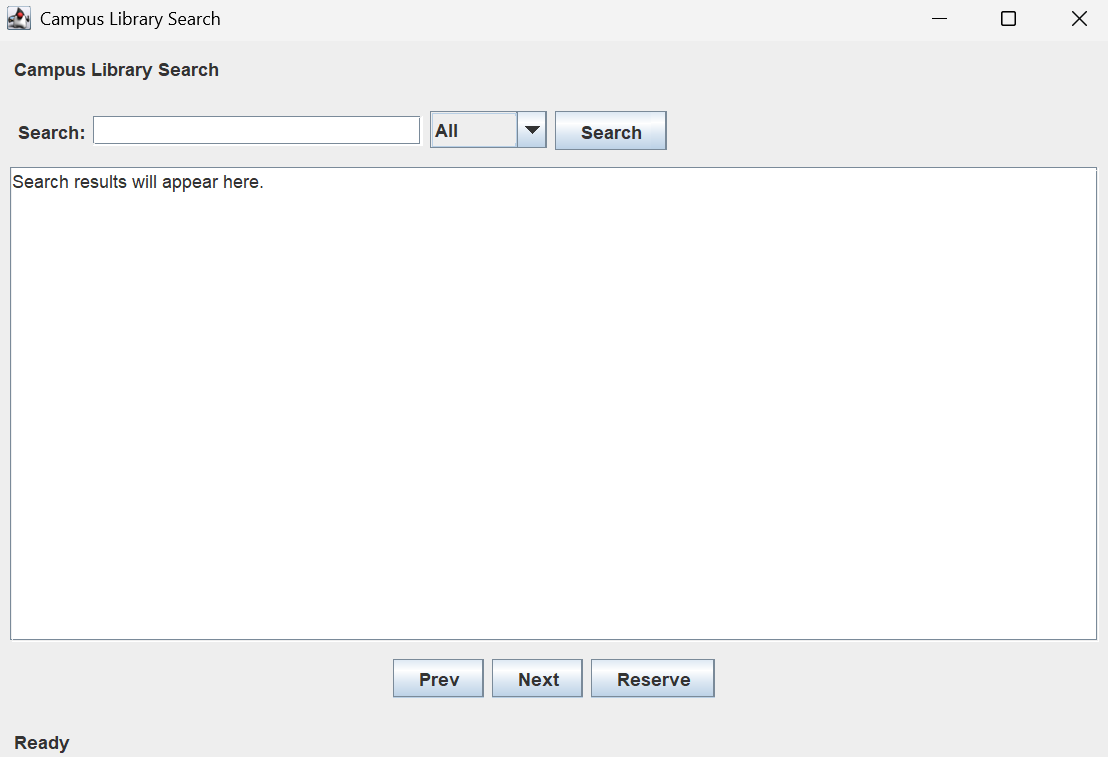 Campus Library Search
Campus Library Search
Search: All Search
Search results will appear here.
Prev Next Reserve
Ready